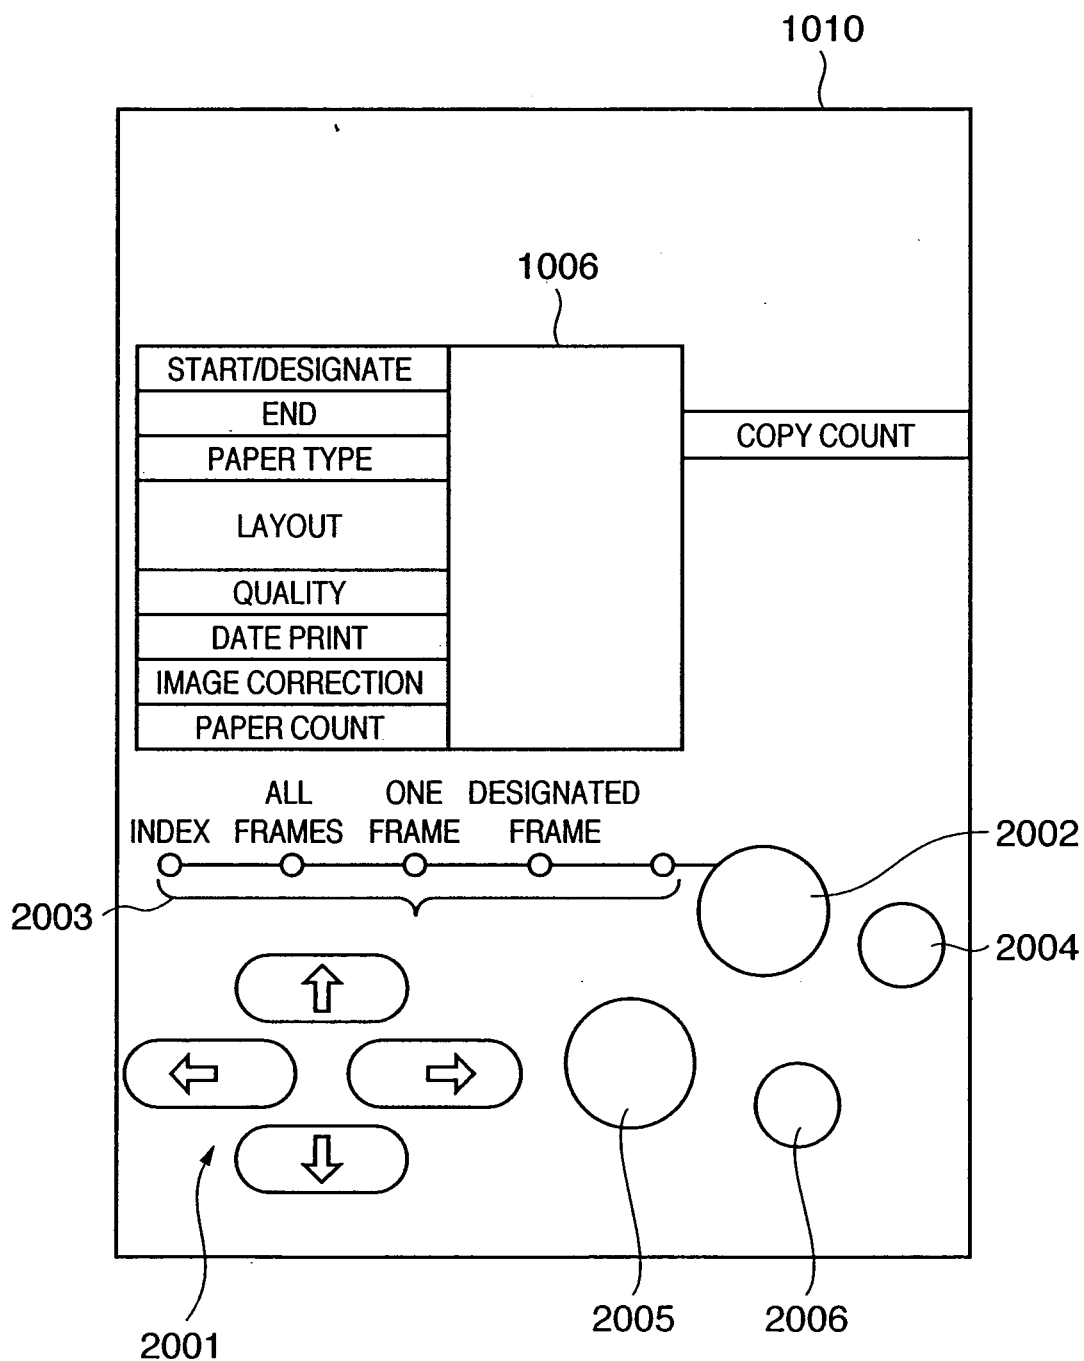 1010
1006
START/DESIGNATE
END
COPY COUNT
PAPER TYPE
LAYOUT
QUALITY
DATE PRINT
IMAGE CORRECTION
PAPER COUNT
ALL ONE DESIGNATED
INDEX FRAMES FRAME FRAME
2002
2003
2004
2005 2006
2001